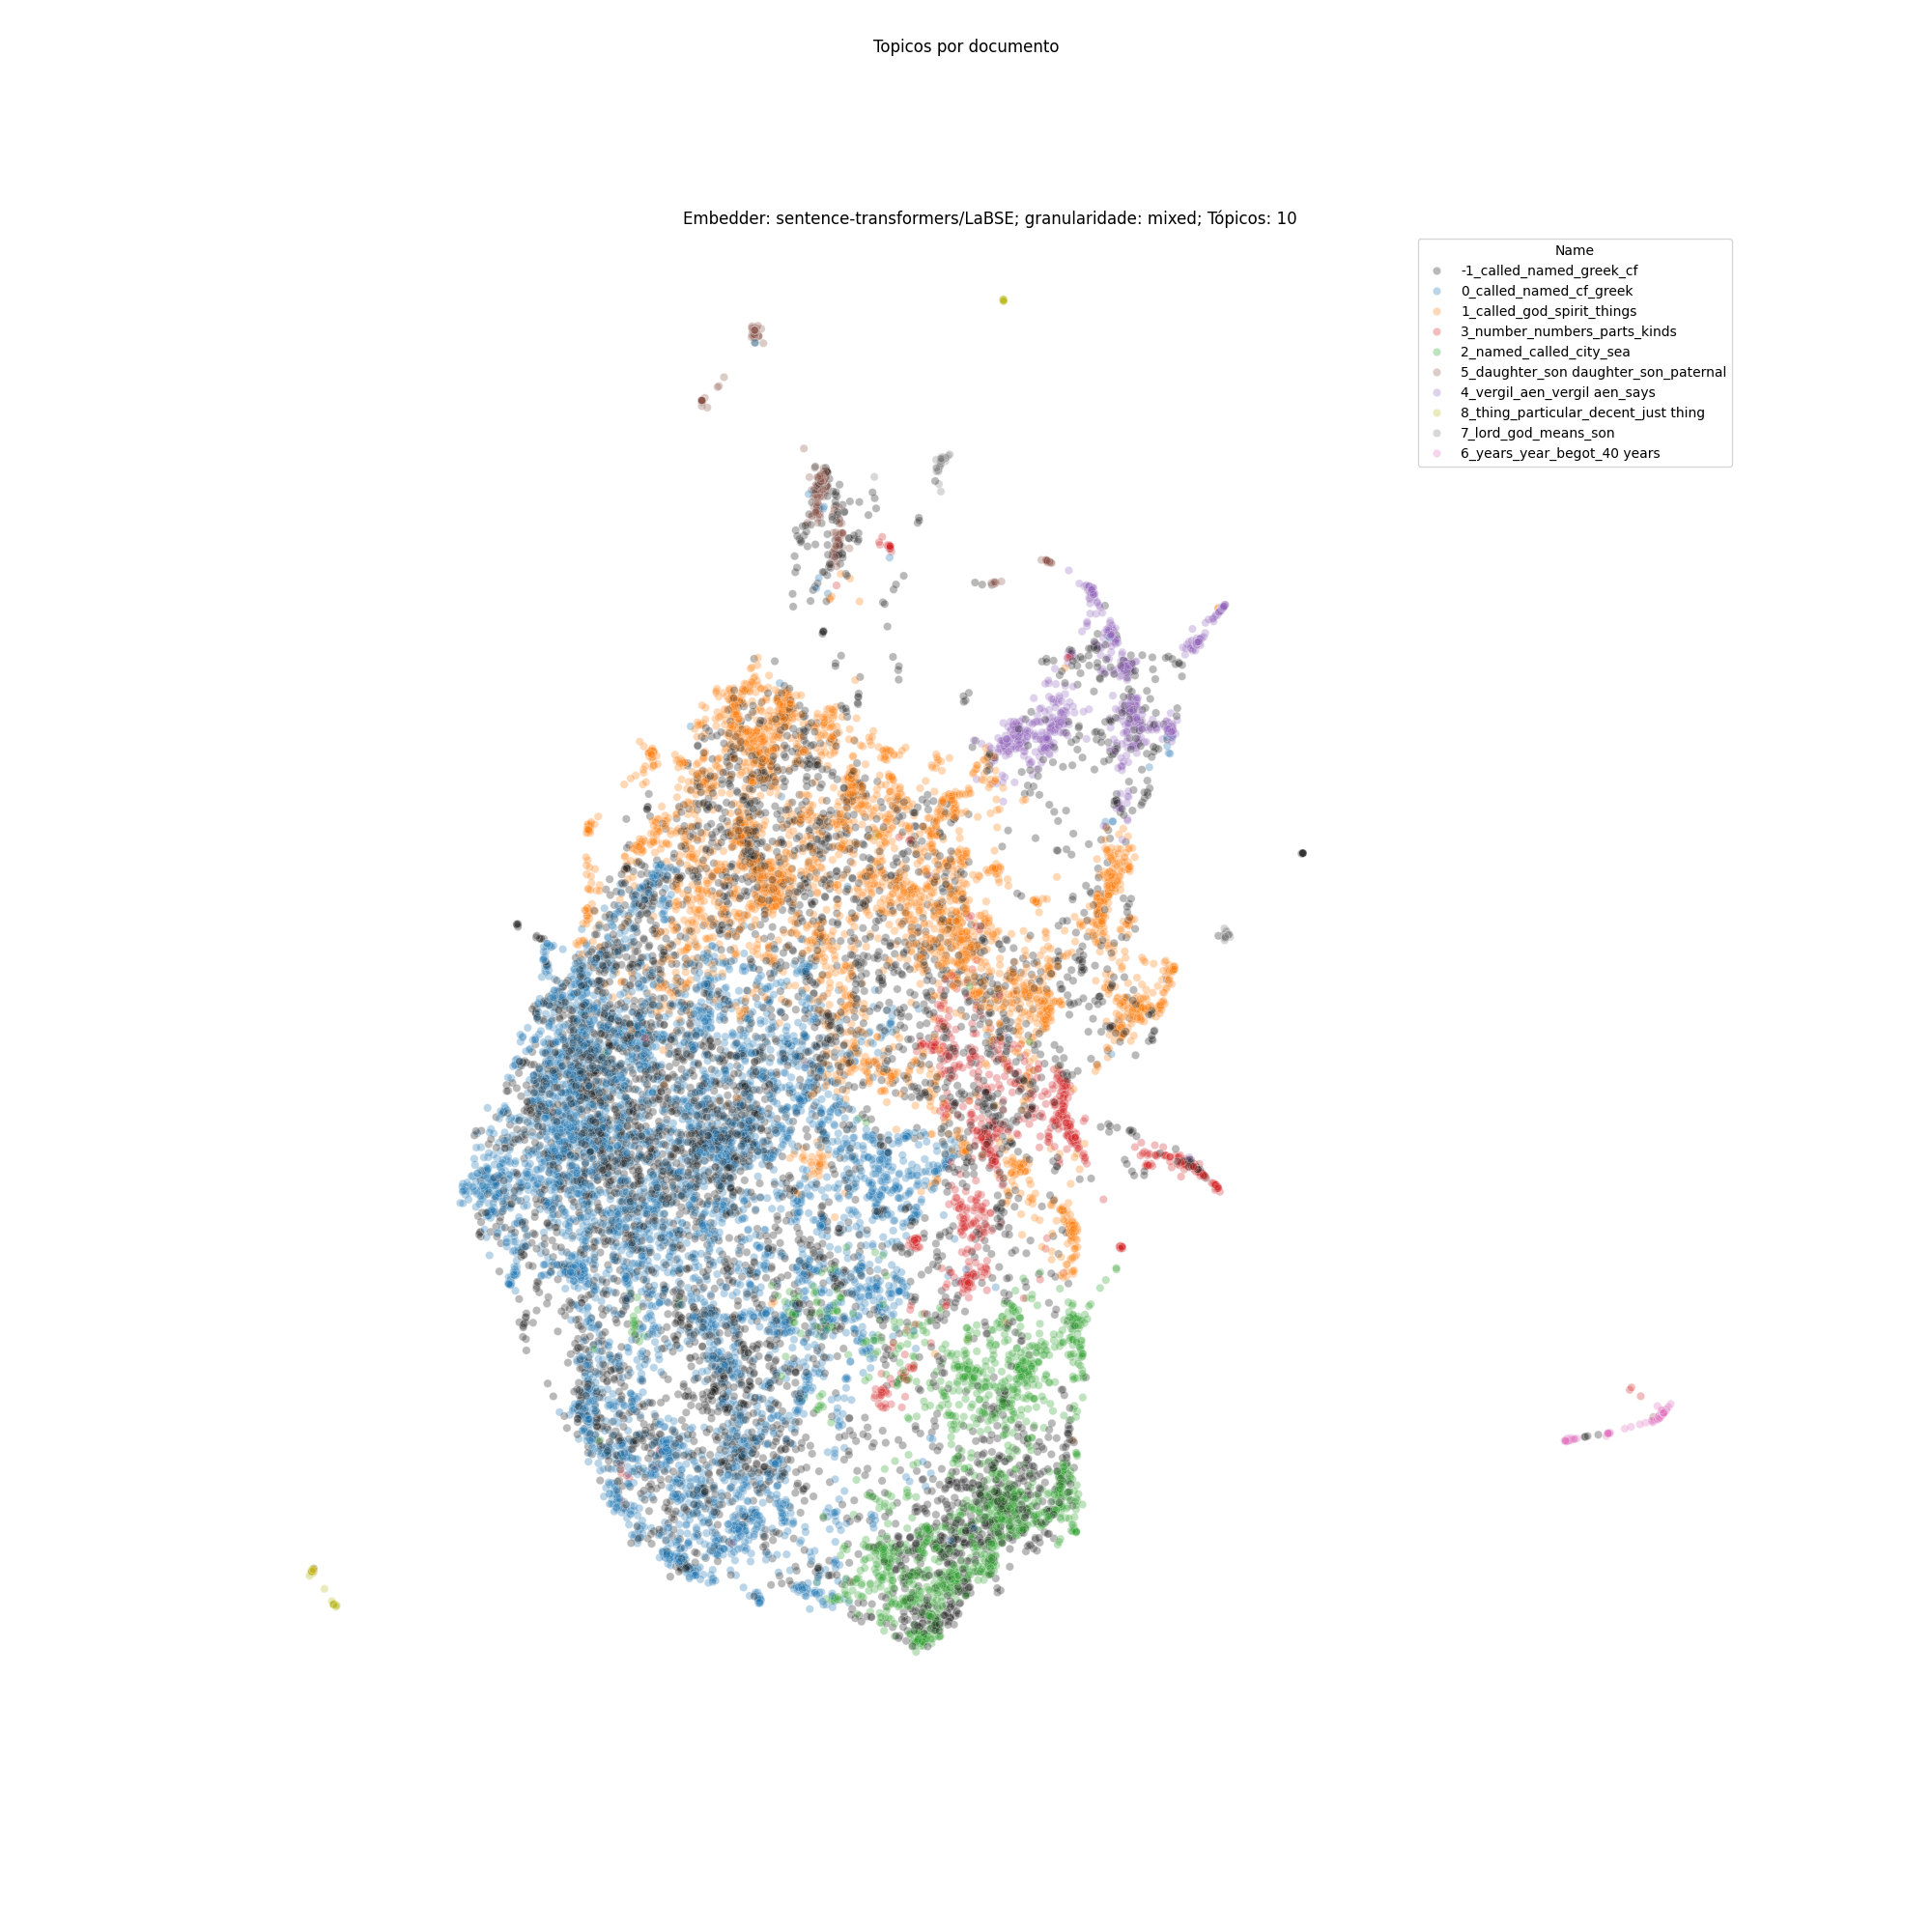 Topicos por documento
Embedder: sentence-transformers/LaBSE; granularidade: mixed; Tópicos: 10
Name
-1_called_named_greek_cf
0_called_named_cf_greek
1_called_god_spirit_things
3_number_numbers_parts_kinds
2_named_called_city_sea
5_daughter_son daughter_son_paternal
4_vergil_aen_vergil aen_says
8_thing_particular_decent_just thing
7_lord_god_means_son
6_years_year_begot_40 years